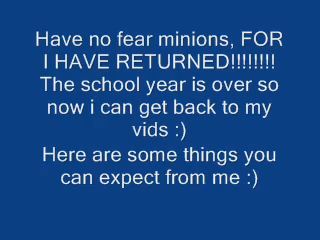 Have no fear minions, FOR
I HAVE RETURNED!!!!!!!!
The school year is over so
now i can get back to my
vids :)
Here are some things you
can expect from me :)